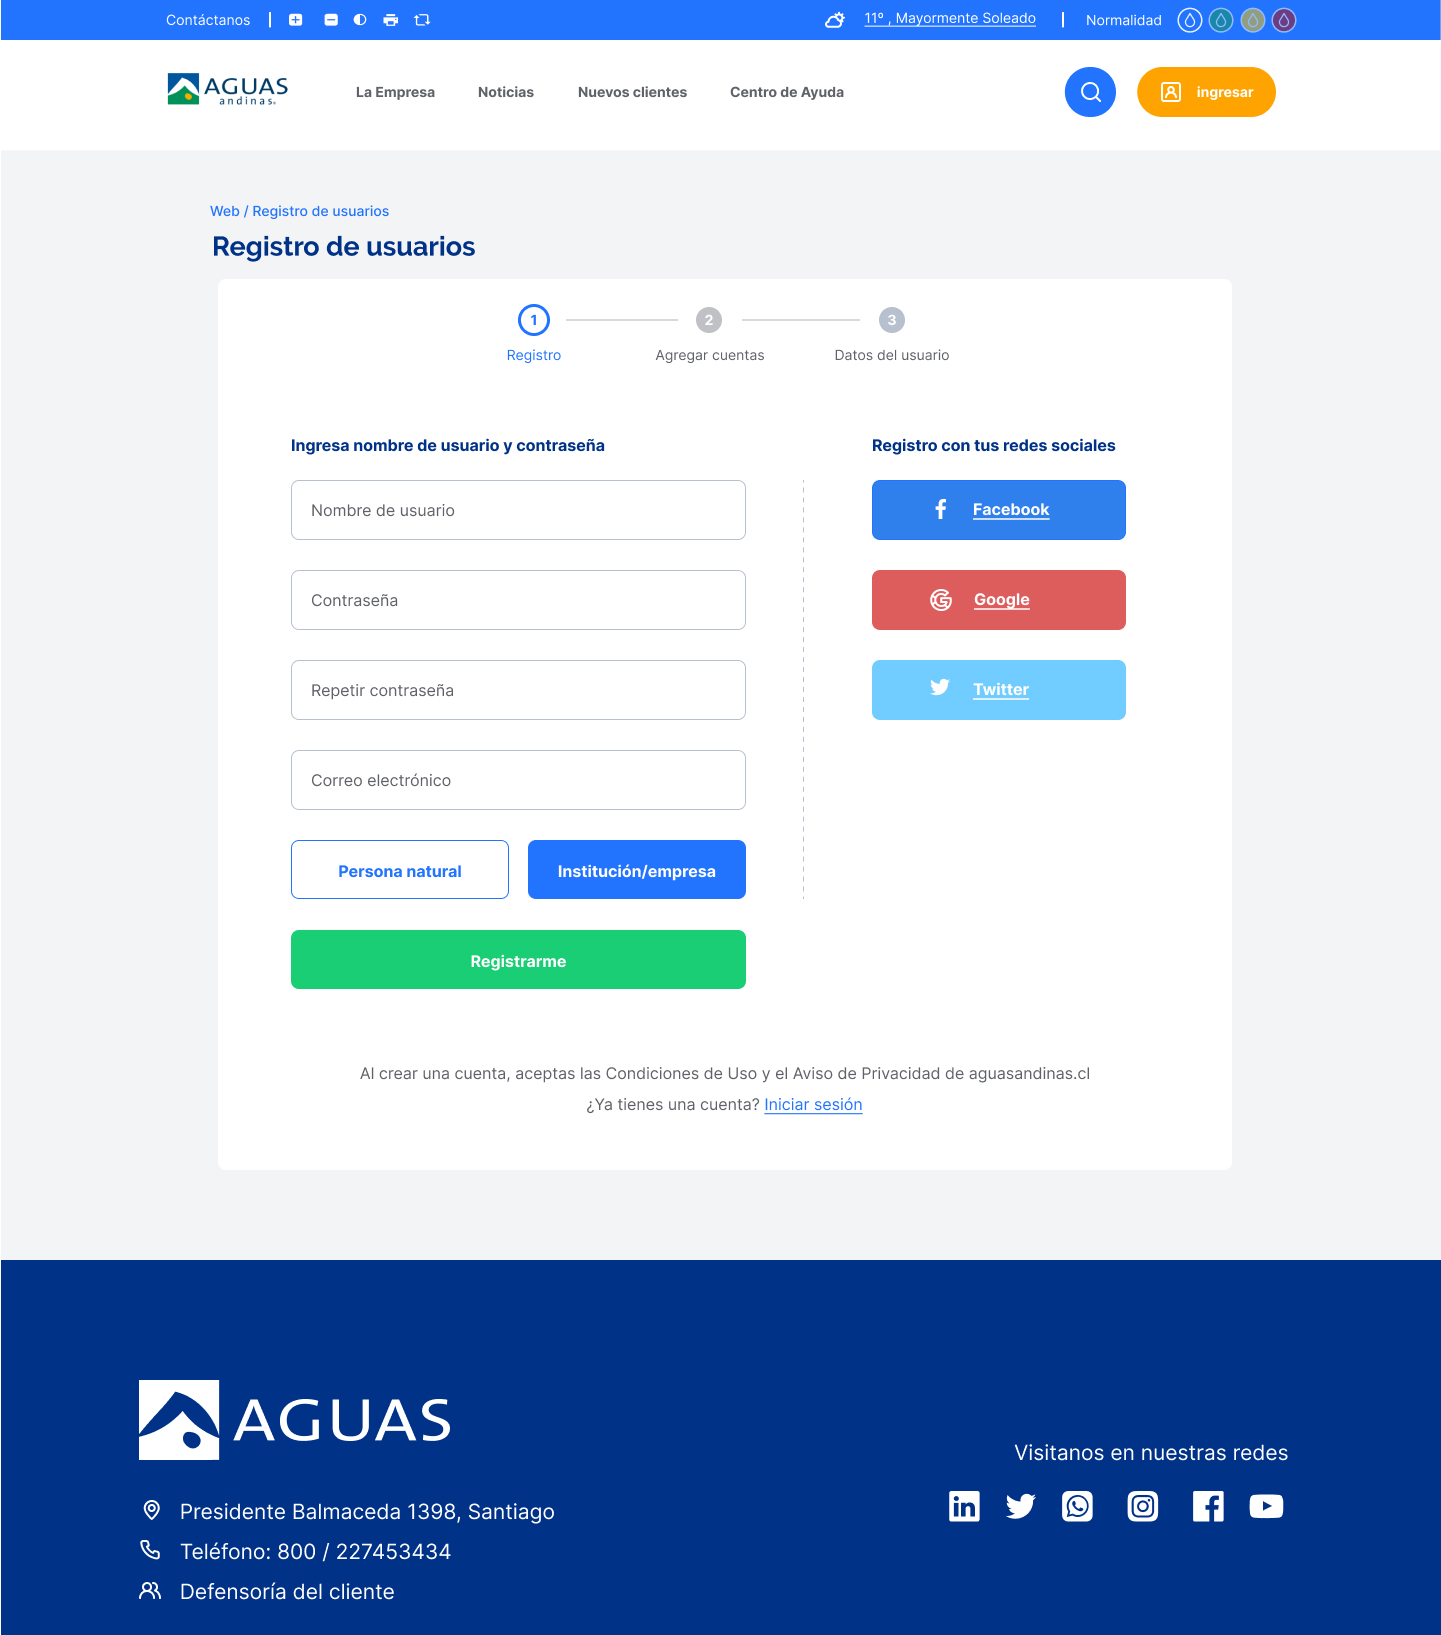 Contáctanos
11º , Mayormente Soleado
Normalidad
AGUAS
andinas
La Empresa
Noticias
Nuevos clientes
Centro de Ayuda
ingresar
Web / Registro de usuarios
Registro de usuarios
1
2
3
Registro
Agregar cuentas
Datos del usuario
Ingresa nombre de usuario y contraseña
Nombre de usuario
Contraseña
Repetir contraseña
Correo electrónico
Persona natural
Institución/empresa
Registrarme
Registro con tus redes sociales
Facebook
Google
Twitter
Al crear una cuenta, aceptas las Condiciones de Uso y el Aviso de Privacidad de aguasandinas.cl
¿Ya tienes una cuenta? Iniciar sesión
AGUAS
Presidente Balmaceda 1398, Santiago
Teléfono: 800 / 227453434
Defensoría del cliente
Visitanos en nuestras redes